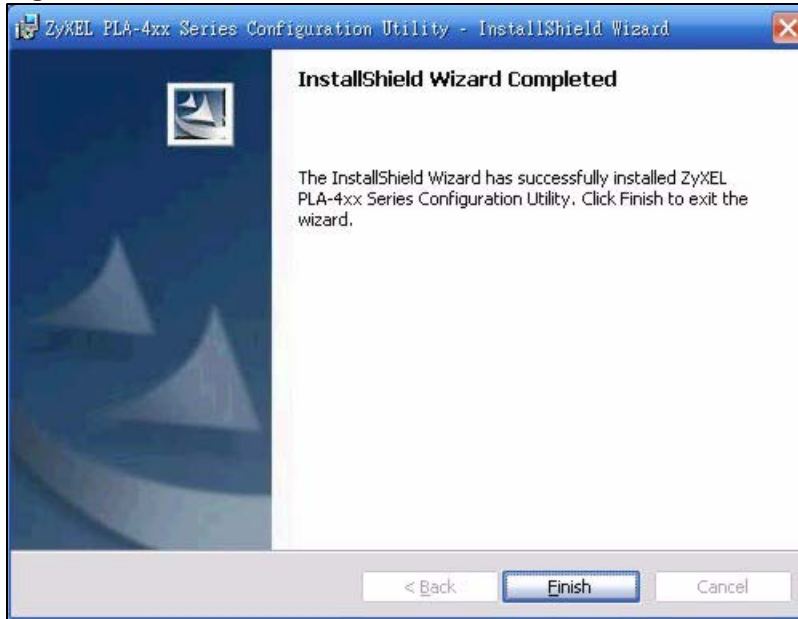 ZyXEL PLA-4xx Series Configuration Utility - InstallShield Wizard
InstallShield Wizard Completed
The InstallShield Wizard has successfully installed ZyXEL
PLA-4xx Series Configuration Utility. Click Finish to exit the
wizard.
< Back
Finish
Cancel